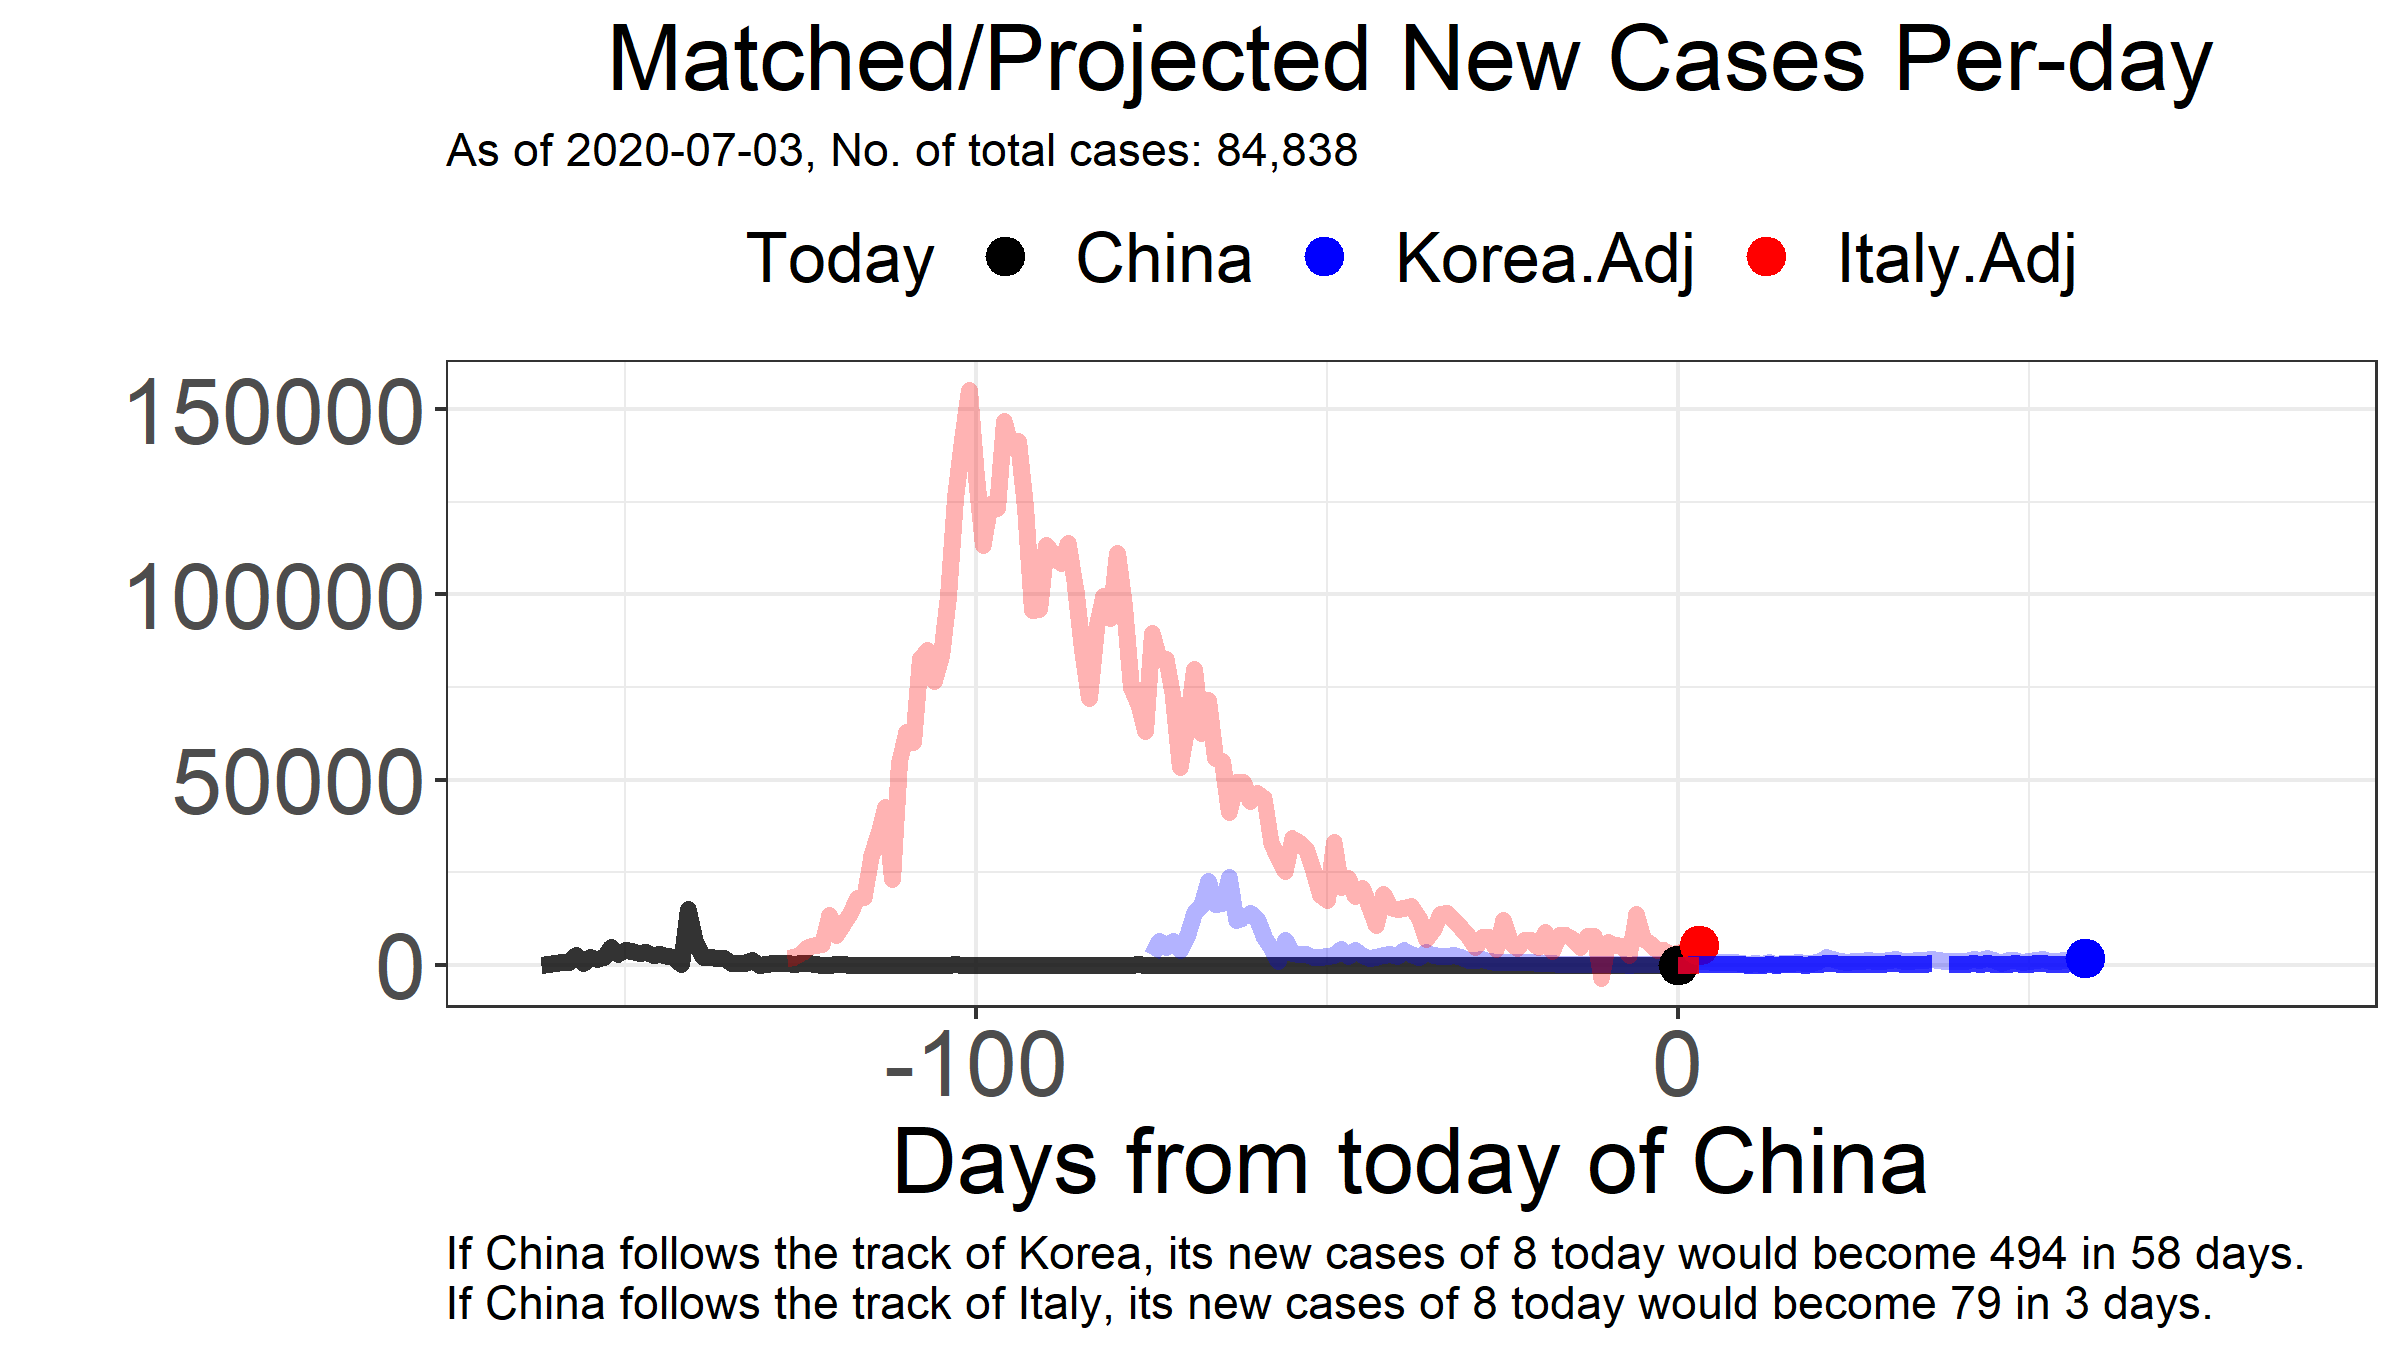 Matched/Projected New Cases Per-day
As of 2020-07-03, No. of total cases: 84,838
Today China Korea.Adj Italy.Adj
150000
100000
50000
0
-100 0
Days from today of China
If China follows the track of Korea, its new cases of 8 today would become 494 in 58 days.
If China follows the track of Italy, its new cases of 8 today would become 79 in 3 days.